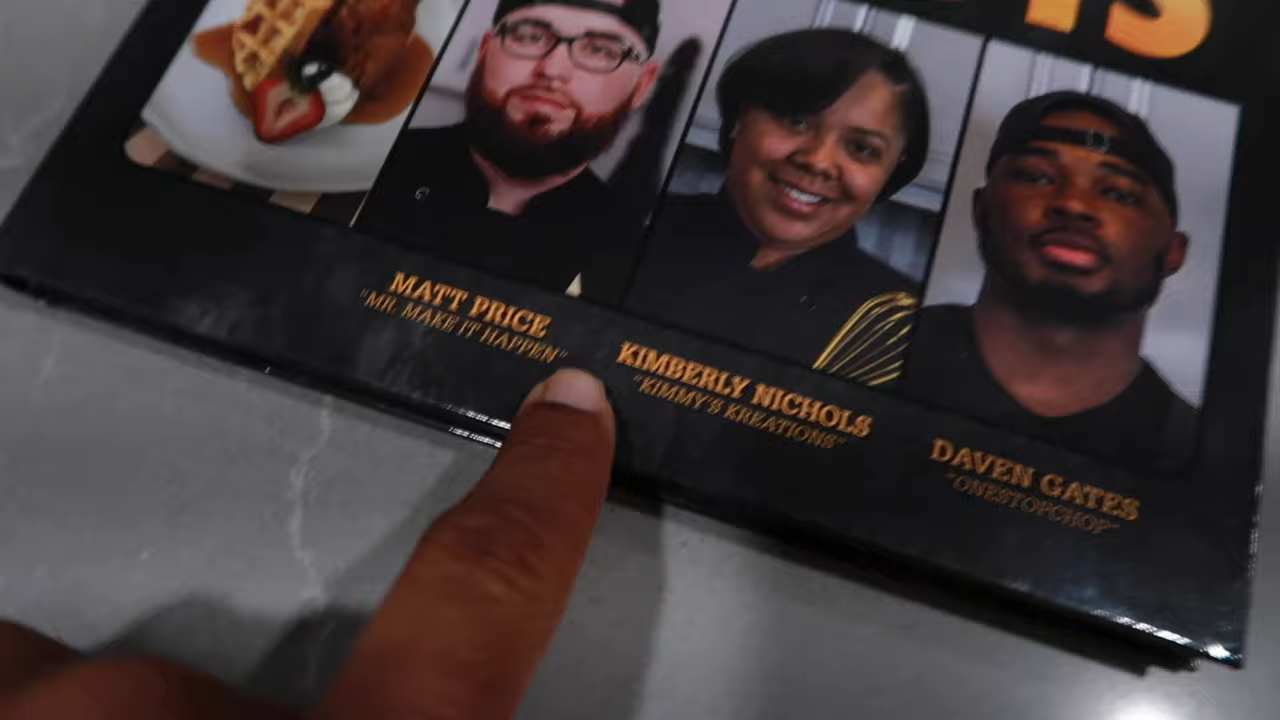 MATT PRICE
"MR. MAKE IT HAPPEN"
KIMBERLY NICHOLS
"KIMMY'S KREATIONS"
DAVEN GATES
"ONESTOPCHOP"